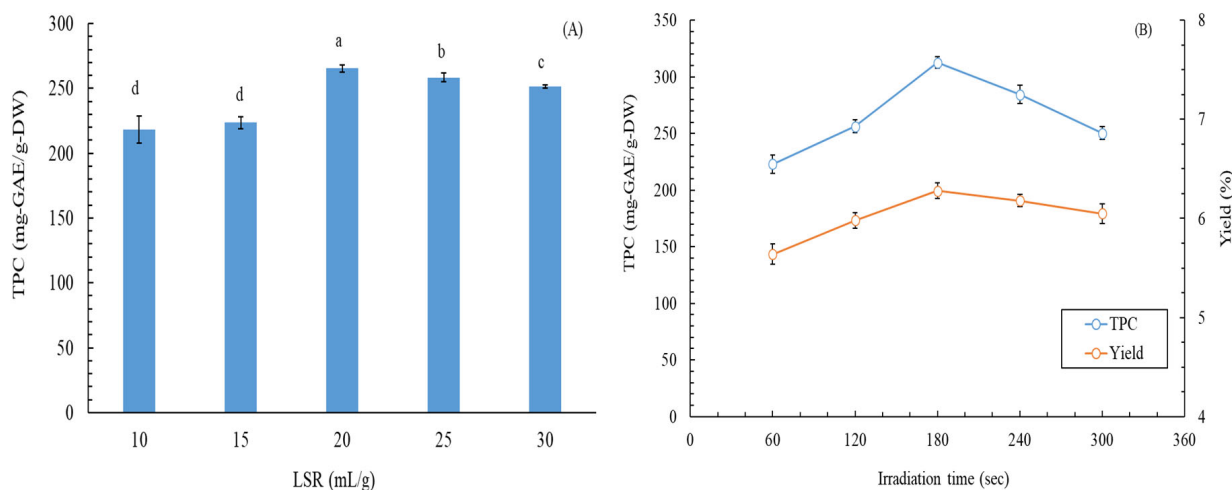 (A)
TPC (mg-GAE/g-DW)
300
250
200
150
100
50
0
d
d
a
b
c
10 15 20 25 30
LSR (mL/g)
(B)
TPC (mg-GAE/g-DW)
350
300
250
200
150
100
50
0
8
7
6
5
4
Yield (%)
TPC
Yield
0 60 120 180 240 300 360
Irradiation time (sec)